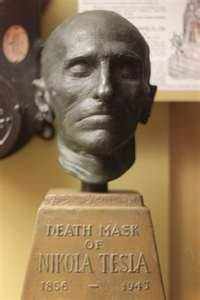 DEATH MASK
OF
NIKOLA TESLA
1856 - 1943